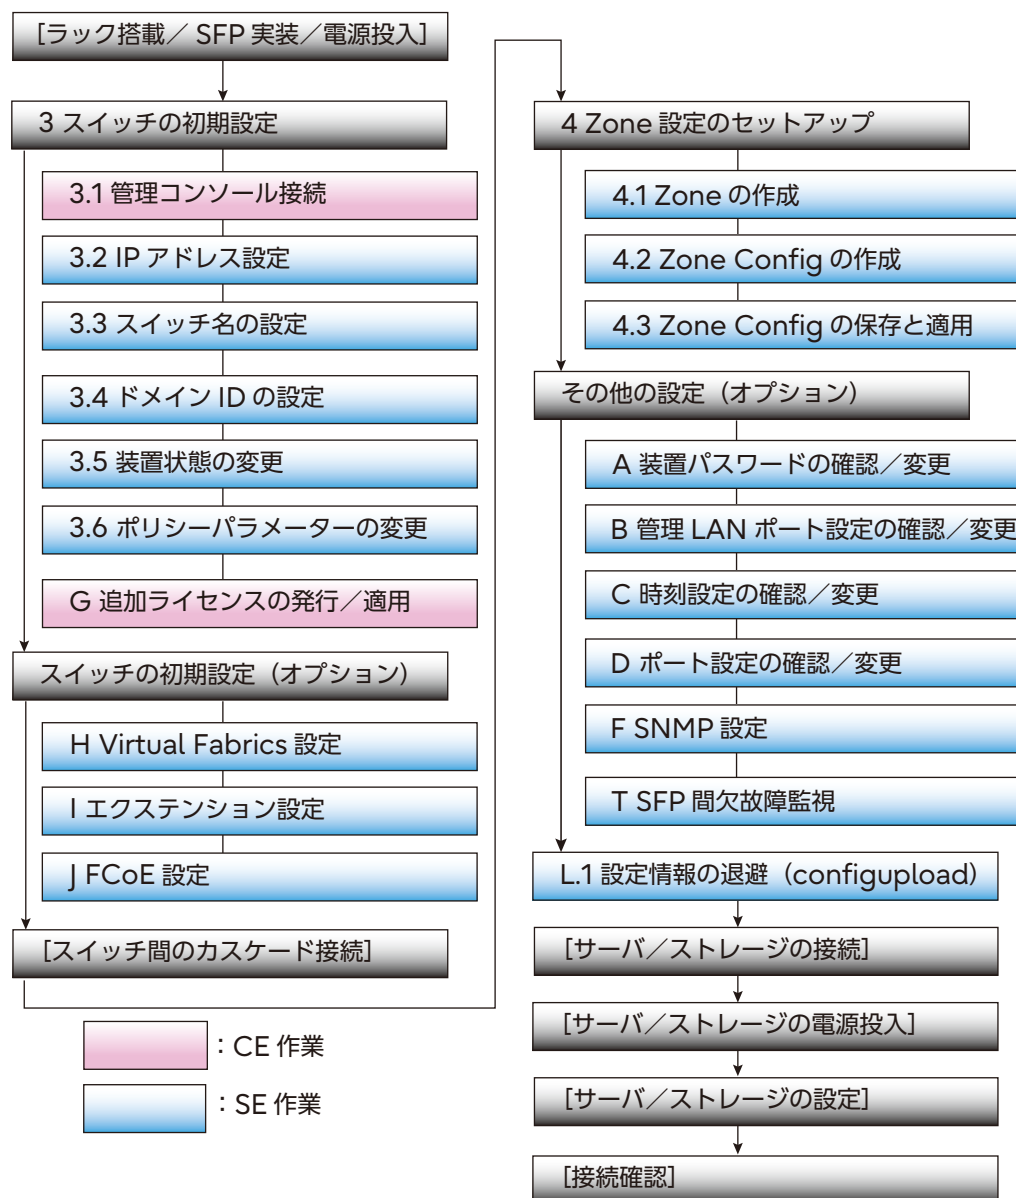 [ラック搭載／ SFP 実装／電源投入]
3 スイッチの初期設定
3.1 管理コンソール接続
3.2 IP アドレス設定
3.3 スイッチ名の設定
3.4 ドメイン ID の設定
3.5 装置状態の変更
3.6 ポリシーパラメーターの変更
G 追加ライセンスの発行／適用
スイッチの初期設定（オプション）
H Virtual Fabrics 設定
I エクステンション設定
J FCoE 設定
[スイッチ間のカスケード接続]
：CE 作業
：SE 作業
4 Zone 設定のセットアップ
4.1 Zone の作成
4.2 Zone Config の作成
4.3 Zone Config の保存と適用
その他の設定（オプション）
A 装置パスワードの確認／変更
B 管理 LAN ポート設定の確認／変更
C 時刻設定の確認／変更
D ポート設定の確認／変更
F SNMP 設定
T SFP 間欠故障監視
L.1 設定情報の退避（configupload）
[サーバ／ストレージの接続]
[サーバ／ストレージの電源投入]
[サーバ／ストレージの設定]
[接続確認]